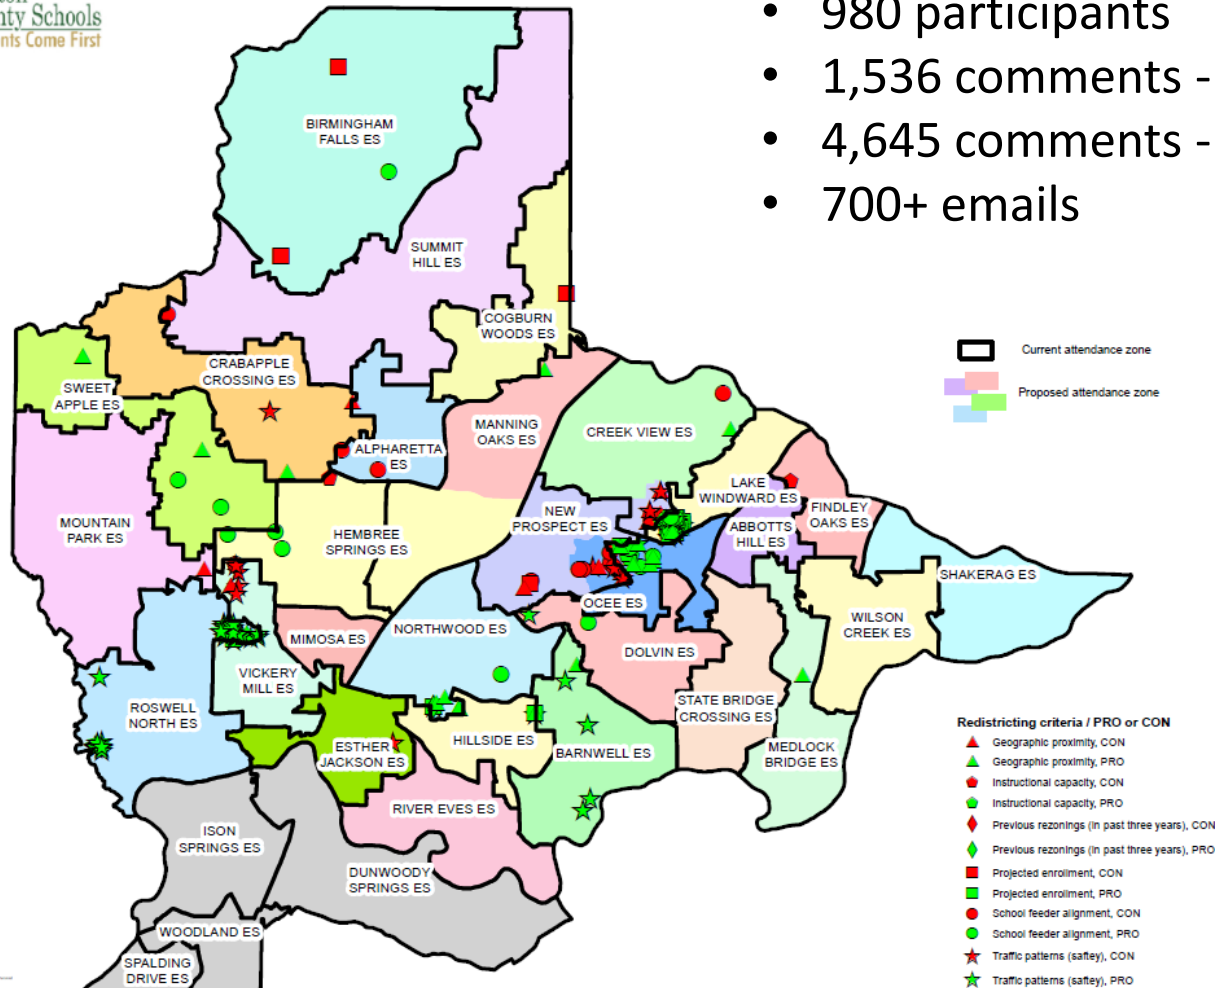 nty Schools
nts Come First
• 980 participants
• 1,536 comments -
• 4,645 comments -
• 700+ emails
BIRMINGHAM
FALLS ES
SUMMIT
HILL ES
COGBURN
WOODS ES
Current attendance zone
CRABAPPLE
CROSSING ES
SWEET
APPLE ES
Proposed attendance zone
MANNING
OAKS ES
CREEK VIEW ES
ALPHARETTA
ES
LAKE
WINDWARD ES
NEW
PROSPECT ES
FINDLEY
OAKS ES
MOUNTAIN
PARK ES
HEMBREE
SPRINGS ES
ABBOTTS
HILL ES
SHAKERAG ES
OCEE ES
WILSON
CREEK ES
MIMOSA ES
NORTHWOOD ES
DOLVIN ES
VICKERY
MILL ES
ROSWELL
NORTH ES
STATE BRIDGE
CROSSING ES
HILLSIDE ES
BARNWELL ES
ESTHER
JACKSON ES
MEDLOCK
BRIDGE ES
RIVER EVES ES
ISON
SPRINGS ES
DUNWOODY
SPRINGS ES
WOODLAND ES
SPALDING
DRIVE ES
Redistricting criteria / PRO or CON
Geographic proximity, CON
Geographic proximity, PRO
Instructional capacity, CON
Instructional capacity, PRO
Previous rezonings (in past three years), CON
Previous rezonings (in past three years), PRO
Projected enrollment, CON
Projected enrollment, PRO
School feeder alignment, CON
School feeder alignment, PRO
Traffic patterns (saftey), CON
Traffic patterns (saftey), PRO